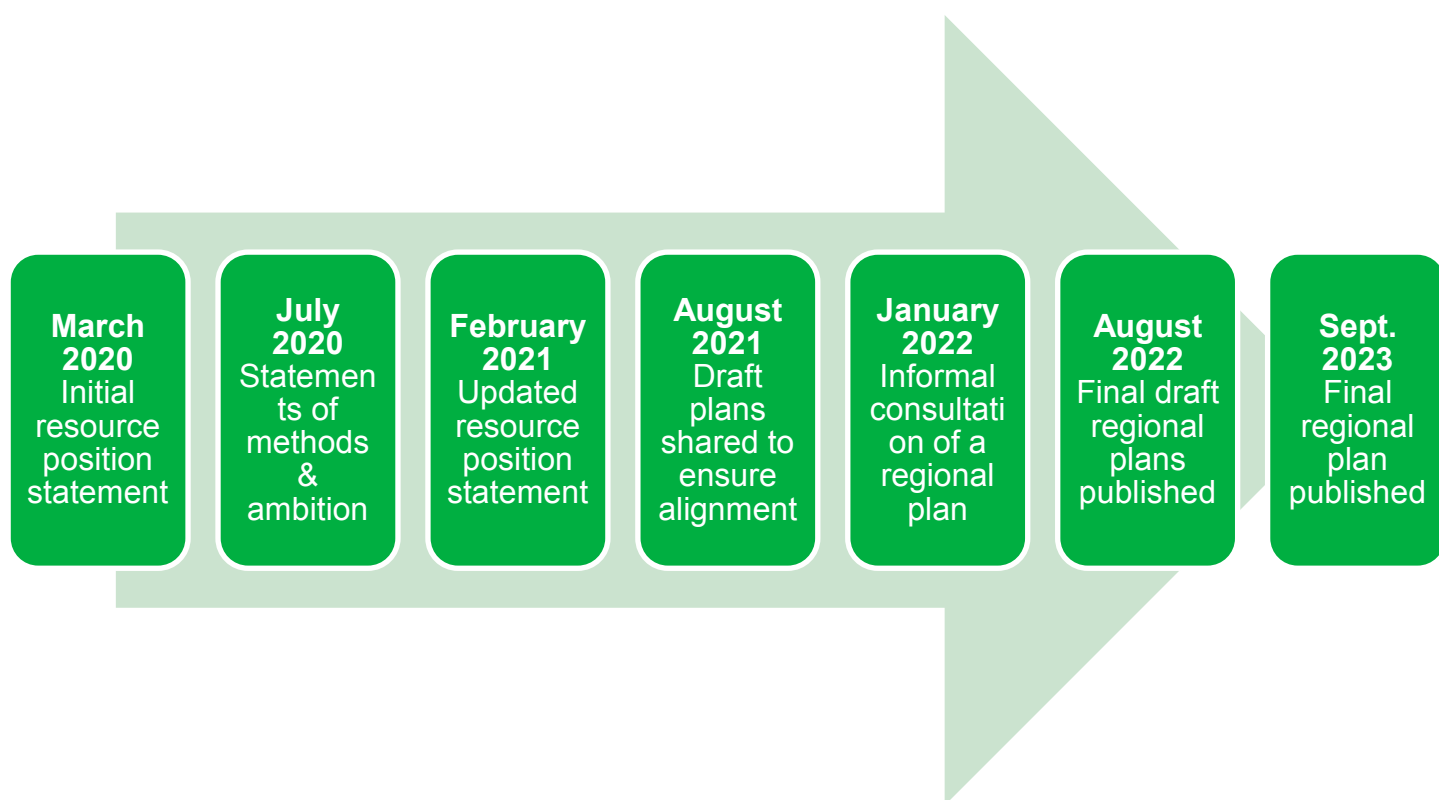 March
2020
Initial
resource
position
statement
July
2020
Statemen
ts of
methods
&
ambition
February
2021
Updated
resource
position
statement
August
2021
Draft
plans
shared to
ensure
alignment
January
2022
Informal
consultati
on of a
regional
plan
August
2022
Final draft
regional
plans
published
Sept.
2023
Final
regional
plan
published